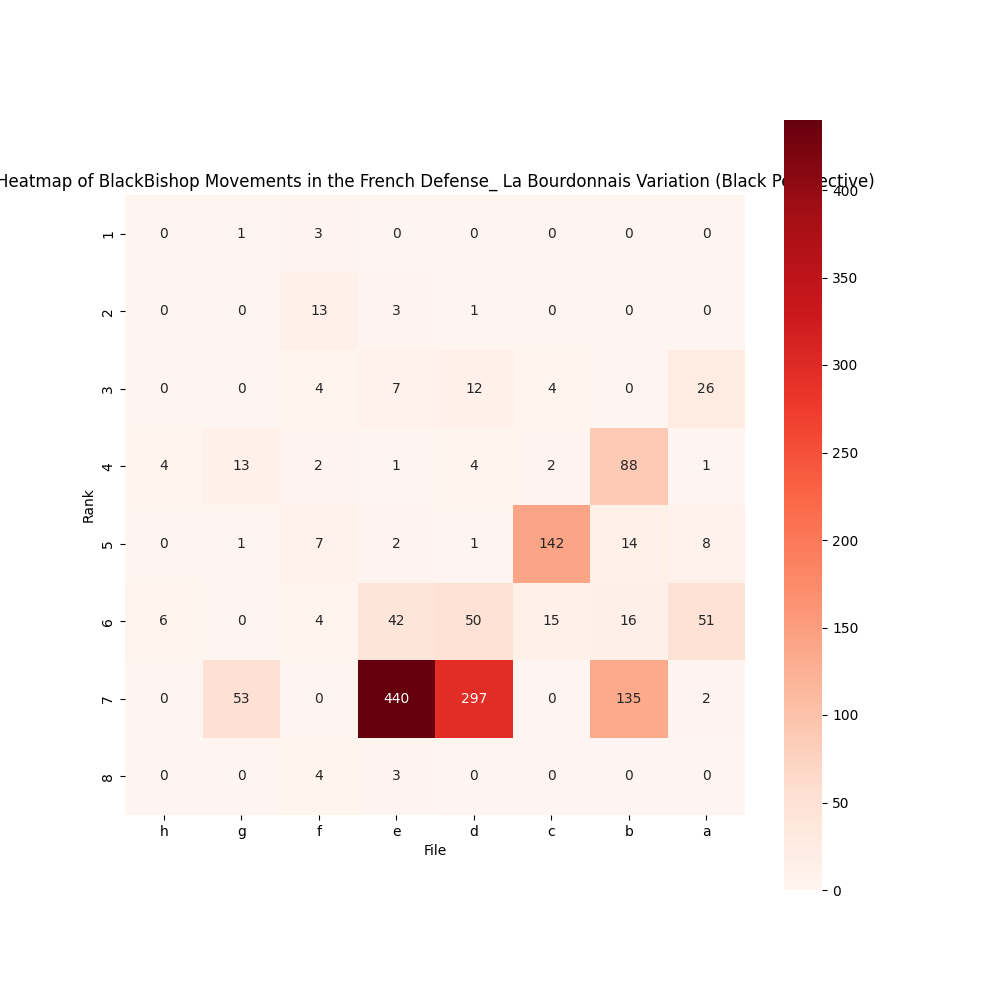 Heatmap of BlackBishop Movements in the French Defense_ La Bourdonnais Variation (Black Perspective)
400
350
300
250
200
150
100
50
0
1 0 1 3 0 0 0 0 0
2 0 0 13 3 1 0 0 0
3 0 0 4 7 12 4 0 26
4 4 13 2 1 4 2 88 1
Rank
5 0 1 7 2 1 142 14 8
6 6 0 4 42 50 15 16 51
7 0 53 0 440 297 0 135 2
8 0 0 4 3 0 0 0 0
h g f e d c b a
File